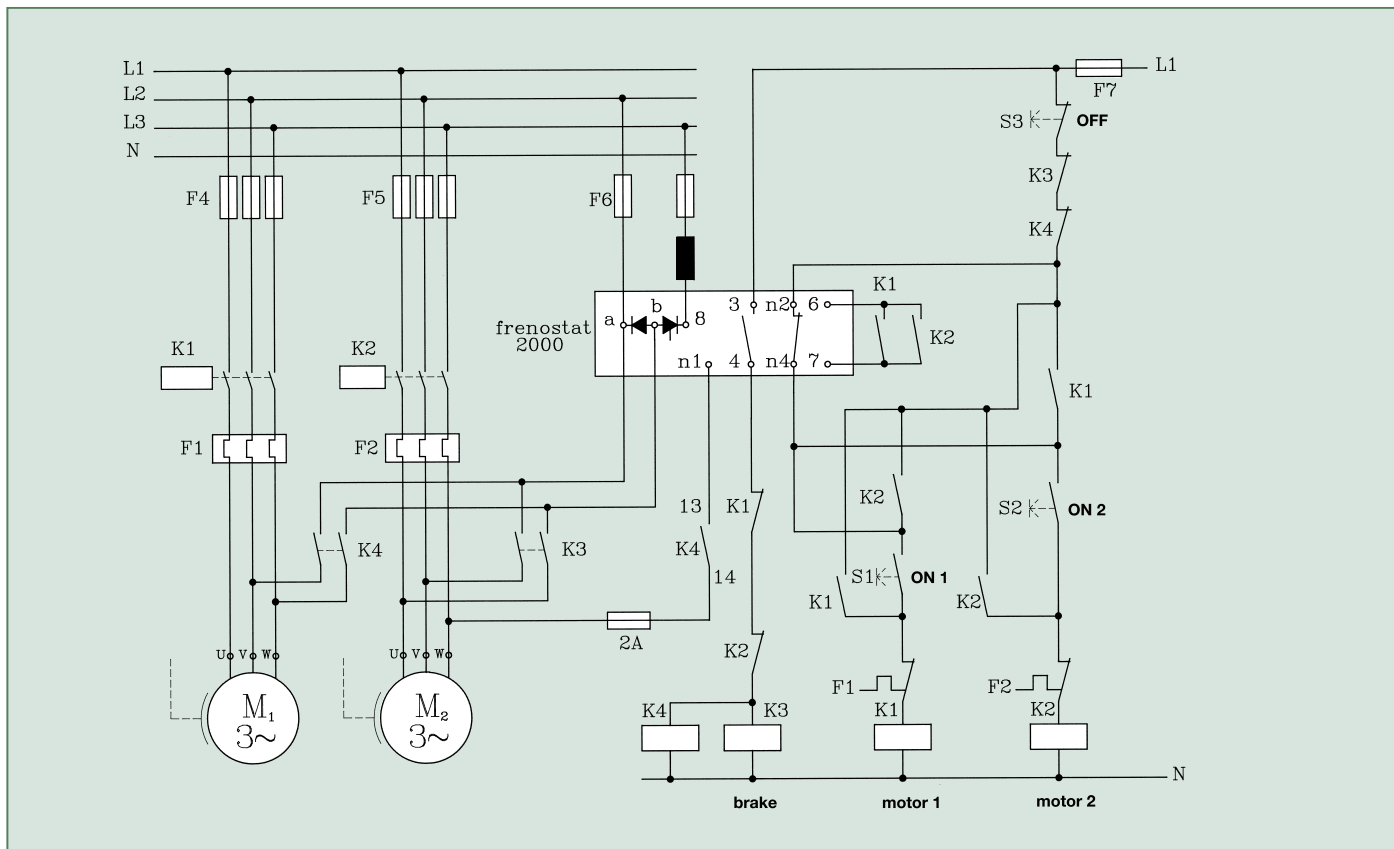 L1
L2
L3
N
F4
F5
F6
F7
L1
S3
OFF
K3
K4
frenostat
2000
a
b
8
3
n2
6
n1
4
n4
7
K1
K2
K1
K2
K1
F1
F2
K4
K3
13
K4
14
2A
K1
K2
K2
S1
ON 1
K1
K2
S2
ON 2
U V W
U V W
M1
3~
M2
3~
F1
K1
F2
K2
K4
K3
N
brake
motor 1
motor 2